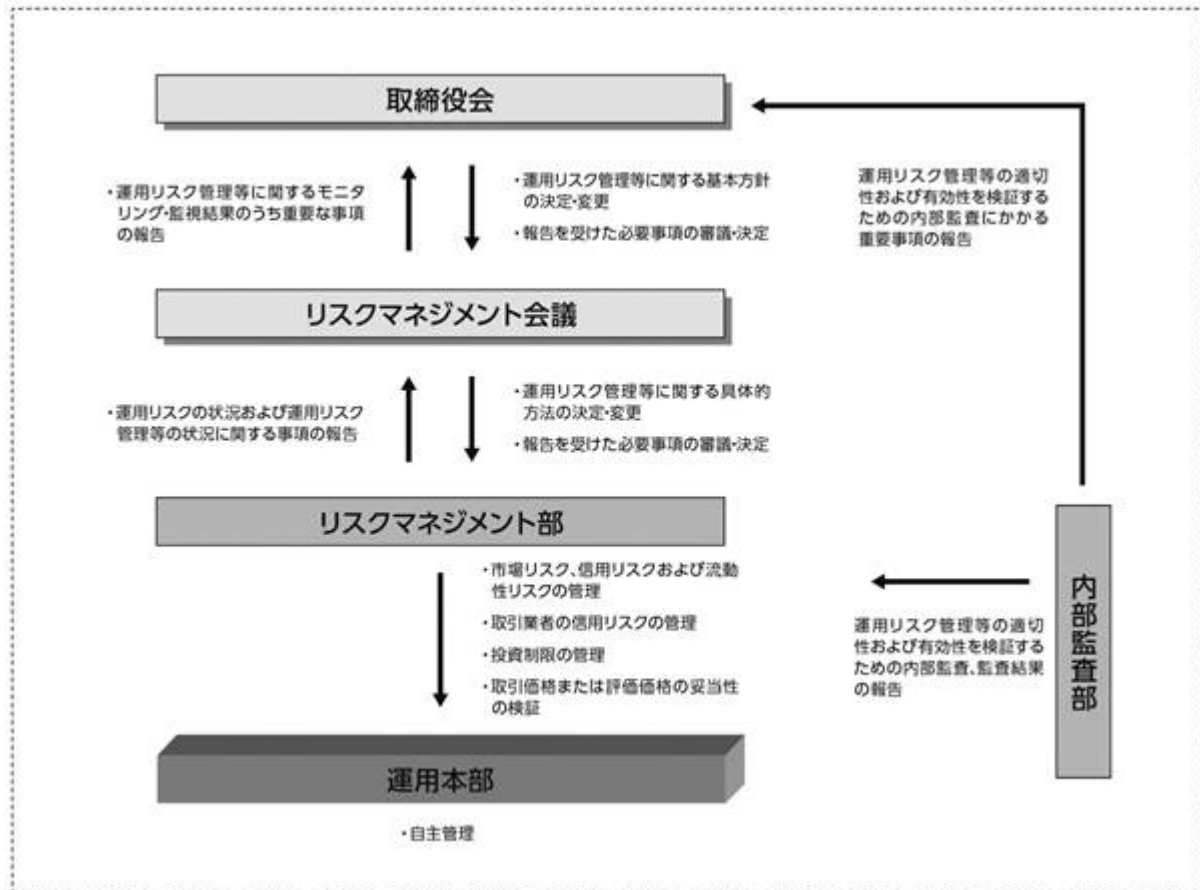 取締役会
・運用リスク管理等に関するモニタ
リング・監視結果のうち重要な事項
の報告
・運用リスク管理等に関する基本方針
の決定・変更
・報告を受けた必要事項の審議・決定
運用リスク管理等の適切
性および有効性を検証す
るための内部監査にかかる
重要事項の報告
リスクマネジメント会議
・運用リスクの状況および運用リスク
管理等の状況に関する事項の報告
・運用リスク管理等に関する具体的
方法の決定・変更
・報告を受けた必要事項の審議・決定
リスクマネジメント部
・市場リスク、信用リスクおよび流動
性リスクの管理
・取引業者の信用リスクの管理
・投資制限の管理
・取引価格または評価価格の妥当性
の検証
運用リスク管理等の適切
性および有効性を検証する
ための内部監査、監査結果
の報告
内部監査部
運用本部
・自主管理